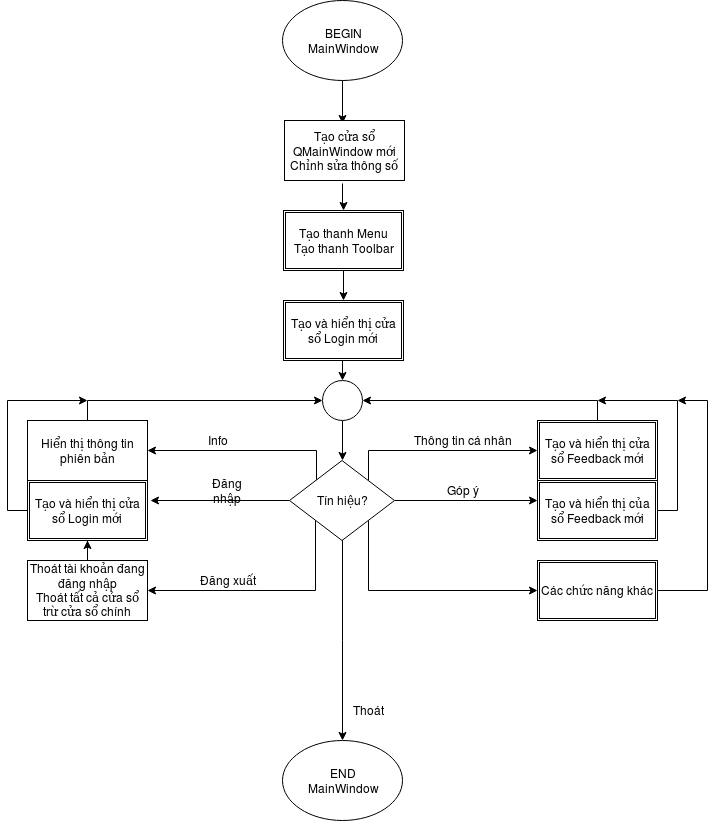 BEGIN
MainWindow
Tạo cửa sổ
QMainWindow mới
Chỉnh sửa thông số
Tạo thanh Menu
Tạo thanh Toolbar
Tạo và hiển thị cửa
sổ Login mới
Hiển thị thông tin
phiên bản
Info
Thông tin cá nhân
Tạo và hiển thị cửa
sổ Feedback mới
Tạo và hiển thị cửa
sổ Login mới
Đăng
nhập
Tín hiệu?
Góp ý
Tạo và hiển thị của
sổ Feedback mới
Thoát tài khoản đang
đăng nhập
Thoát tất cả cửa sổ
trừ cửa sổ chính
Đăng xuất
Các chức năng khác
Thoát
END
MainWindow